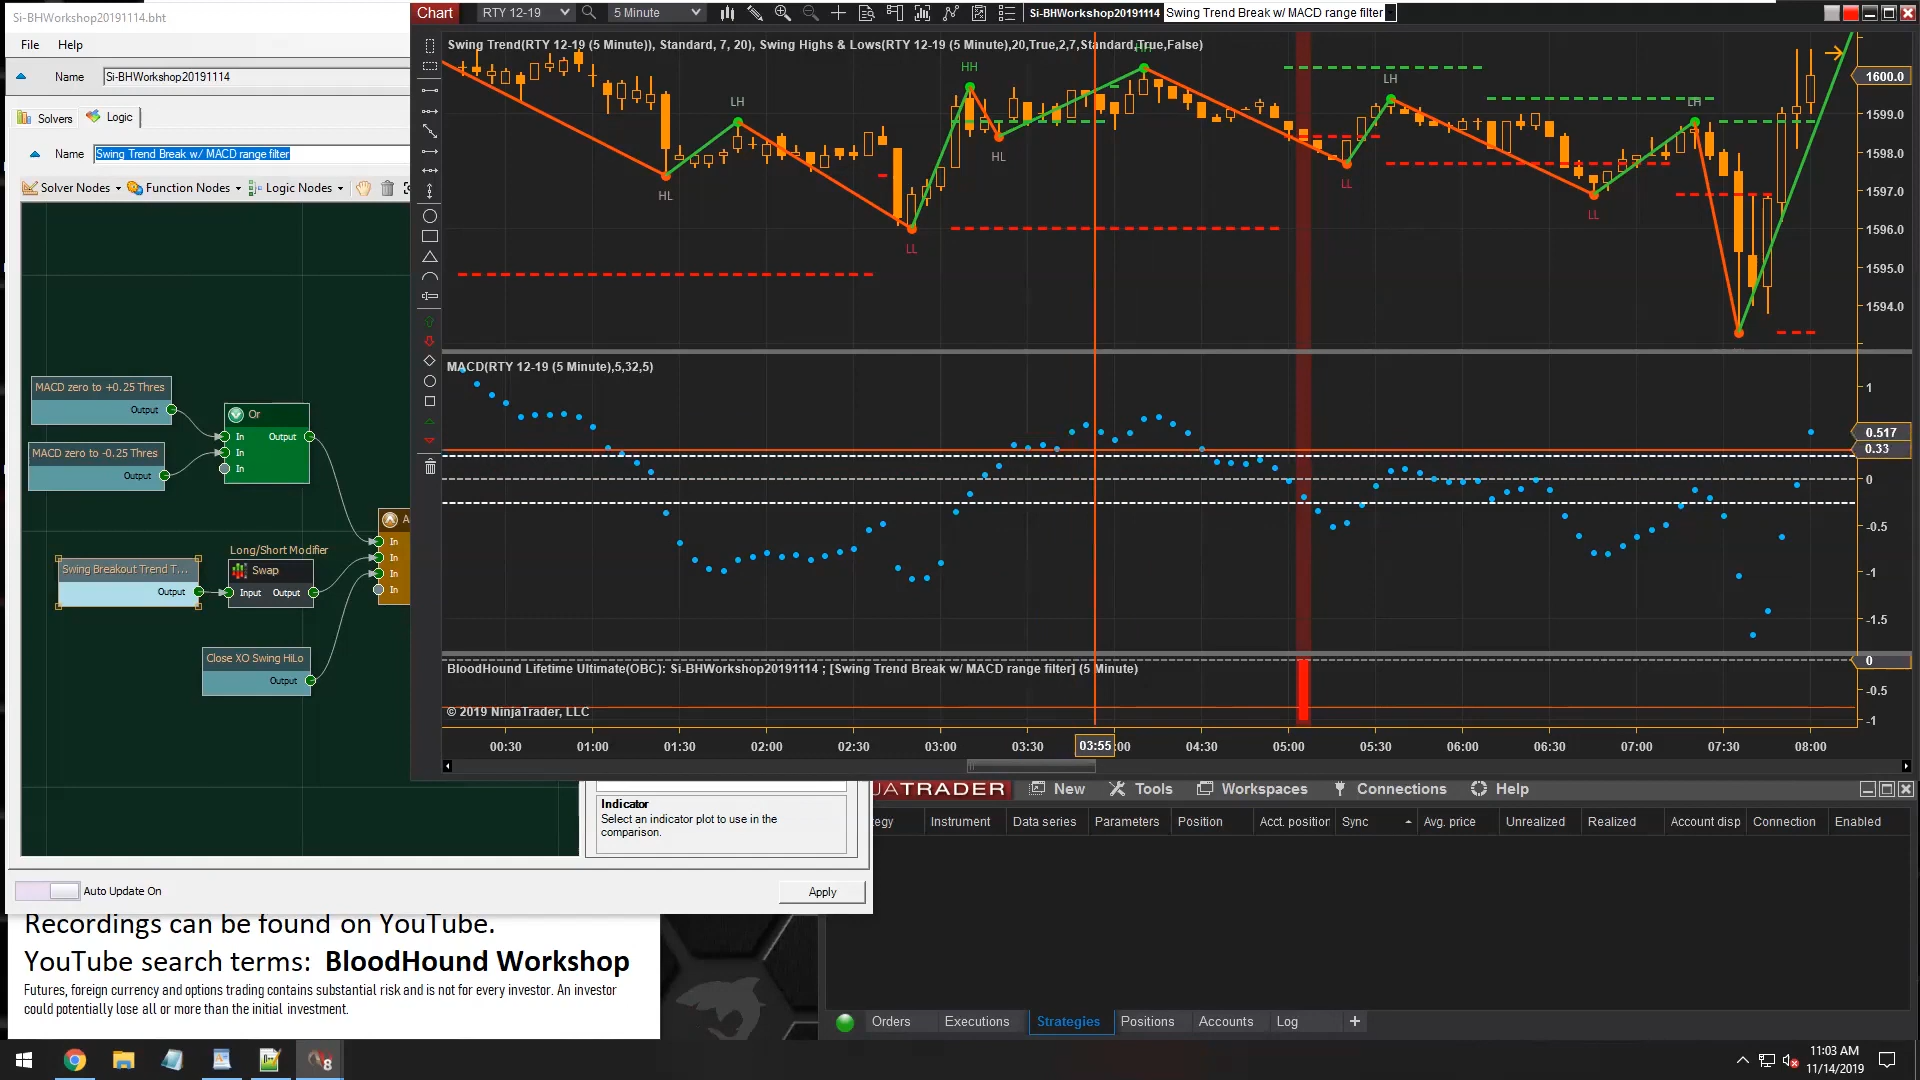 Si-BHWorkshop20191114.bht
File Help
Name Si-BHWorkshop20191114
Solvers Logic
Name Swing Trend Break w/ MACD range filter
Solver Nodes Function Nodes Logic Nodes
MACD zero to +0.25 Thres
Output
MACD zero to -0.25 Thres
Output
Or
In Output
In
In
Swing Breakout Trend T...
Output
Long/Short Modifier
Swap
Input Output
Close XO Swing HiLo
Output
In
In
In
In
Indicator
Select an indicator plot to use in the
comparison.
Auto Update On
Apply
Chart RTY 12-19 5 Minute Si-BHWorkshop20191114 Swing Trend Break w/ MACD range filter
Swing Trend(RTY 12-19 (5 Minute)), Standard, 7, 20), Swing Highs & Lows(RTY 12-19 (5 Minute),20,True,2,7,Standard,True,False)
HL
LH
LL
HH
HL
LL
LH
LL
LH
1600.0
1599.0
1598.0
1597.0
1596.0
1595.0
1594.0
MACD(RTY 12-19 (5 Minute),5,32,5)
1
0.517
0.33
0
-0.5
-1
-1.5
BloodHound Lifetime Ultimate(OBC): Si-BHWorkshop20191114 ; [Swing Trend Break w/ MACD range filter] (5 Minute)
0
-0.5
-1
© 2019 NinjaTrader, LLC
00:30 01:00 01:30 02:00 02:30 03:00 03:30 03:55 :00 04:30 05:00 05:30 06:00 06:30 07:00 07:30 08:00
JATRADER New Tools Workspaces Connections Help
egy Instrument Data series Parameters Position Acct. position Sync Avg. price Unrealized Realized Account disp Connection Enabled
Orders Executions Strategies Positions Accounts Log +
Recordings can be found on YouTube.
YouTube search terms: BloodHound Workshop
Futures, foreign currency and options trading contains substantial risk and is not for every investor. An investor
could potentially lose all or more than the initial investment.
8
11:03 AM
11/14/2019